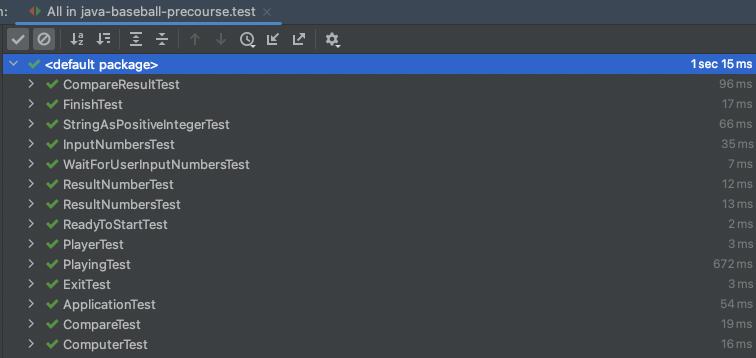 n: All in java-baseball-precourse.test
<default package> 1 sec 15 ms
CompareResultTest 96 ms
FinishTest 17 ms
StringAsPositiveIntegerTest 66 ms
InputNumbersTest 35 ms
WaitForUserInputNumbersTest 7 ms
ResultNumberTest 12 ms
ResultNumbersTest 13 ms
ReadyToStartTest 2 ms
PlayerTest 3 ms
PlayingTest 672 ms
ExitTest 3 ms
ApplicationTest 54 ms
CompareTest 19 ms
ComputerTest 16 ms